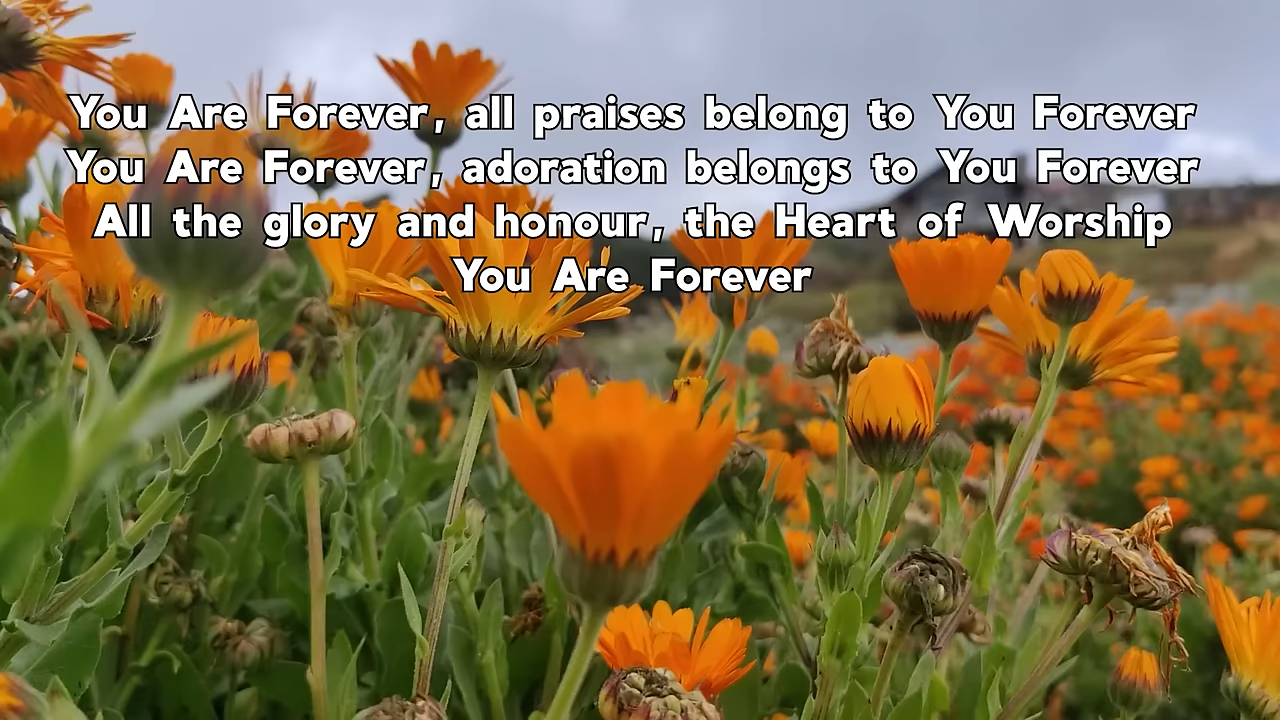 You Are Forever, all praises belong to You Forever
You Are Forever, adoration belongs to You Forever
All the glory and honour, the Heart of Worship
You Are Forever